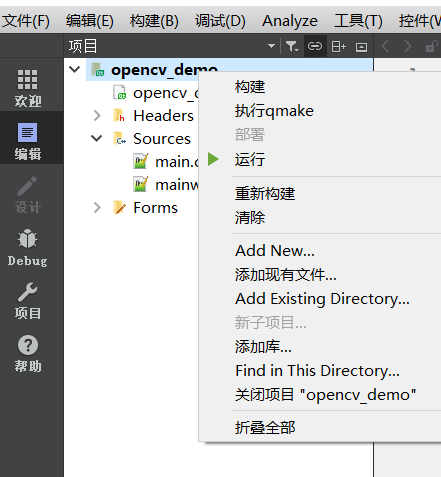 文件(F) 编辑(E) 构建(B) 调试(D) Analyze 工具(T) 控件(W
项目
欢迎
编辑
设计
Debug
项目
帮助
opencv_demo
opencv_d
Headers
Sources
main.c
mainw
Forms
构建
执行qmake
部署
运行
重新构建
清除
Add New...
添加现有文件...
Add Existing Directory...
新子项目...
添加库...
Find in This Directory...
关闭项目 "opencv_demo"
折叠全部